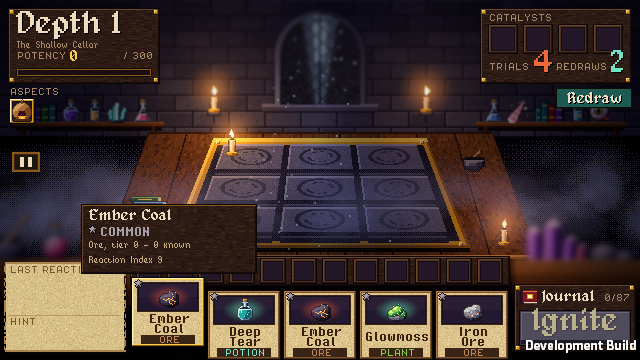 Depth 1
The Shallow Cellar
POTENCY 0 / 300
ASPECTS
CATALYSTS
TRIALS 4 REDRAWS 2
Redraw
Ember Coal
* COMMON
Ore, tier 0 - 0 known
Reaction Index 9
LAST REACTI
HINT
Ember
Coal
ORE
Deep
Tear
POTION
Ember
Coal
ORE
Glowmoss
PLANT
Iron
Ore
ORE
Journal 0/87
Ignite
Development Build